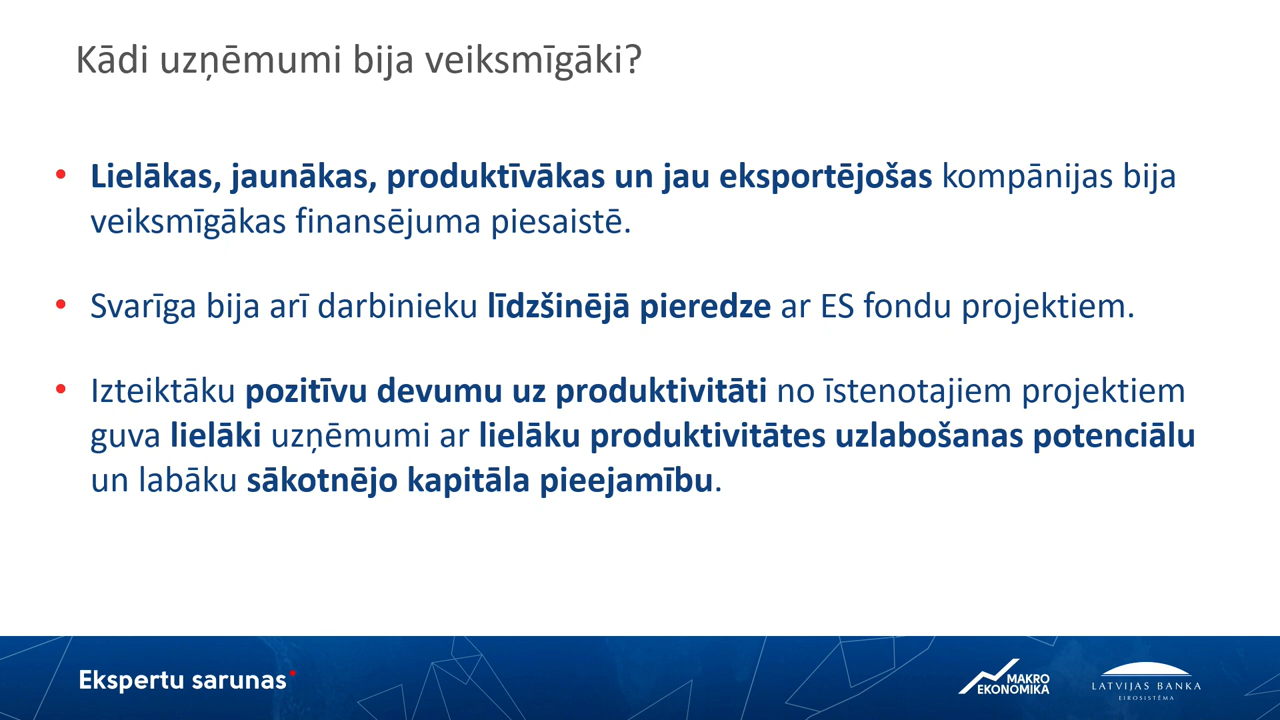 Kādi uzņēmumi bija veiksmīgāki?
• Lielākas, jaunākas, produktīvākas un jau eksportējošas kompānijas bija
veiksmīgākas finansējuma piesaistē.
• Svarīga bija arī darbinieku līdzšinējā pieredze ar ES fondu projektiem.
• Izteiktāku pozitīvu devumu uz produktivitāti no īstenotajiem projektiem
guva lielāki uzņēmumi ar lielāku produktivitātes uzlabošanas potenciālu
un labāku sākotnējo kapitāla pieejamību.
Ekspertu sarunas
MAKRO
EKONOMIKA
LATVIJAS BANKA
EIROSISTĒMA